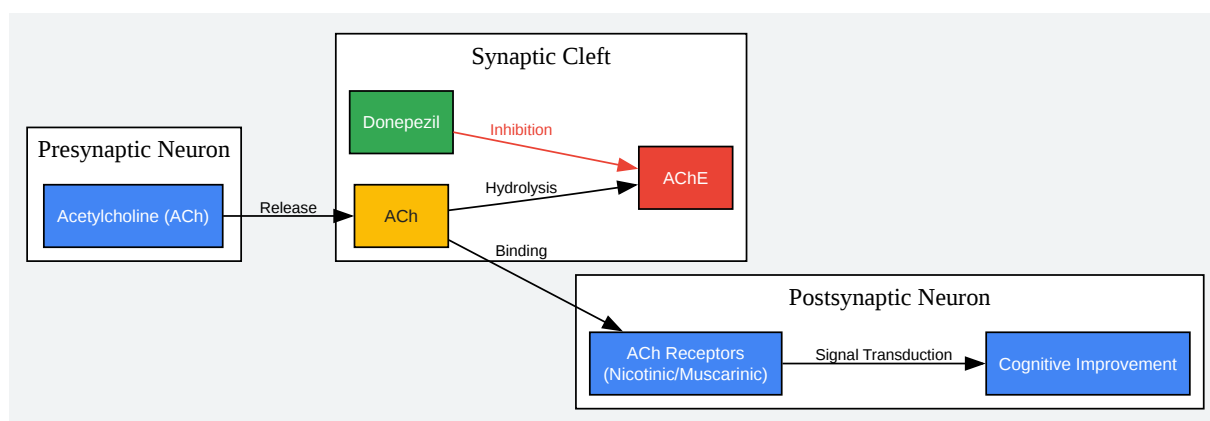 Synaptic Cleft
Donepezil
Inhibition
AChE
Presynaptic Neuron
Acetylcholine (ACh)
Release
ACh
Hydrolysis
Binding
Postsynaptic Neuron
ACh Receptors
(Nicotinic/Muscarinic)
Signal Transduction
Cognitive Improvement